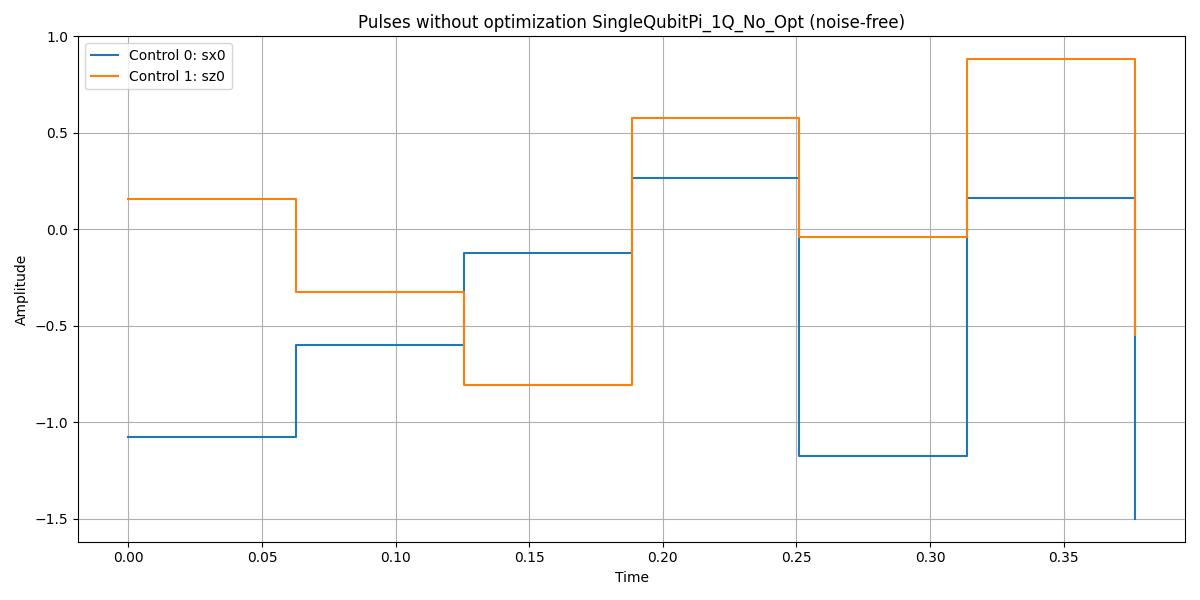 Pulses without optimization SingleQubitPi_1Q_No_Opt (noise-free)
Control 0: sx0
Control 1: sz0
Amplitude
1.0
0.5
0.0
−0.5
−1.0
−1.5
0.00 0.05 0.10 0.15 0.20 0.25 0.30 0.35
Time